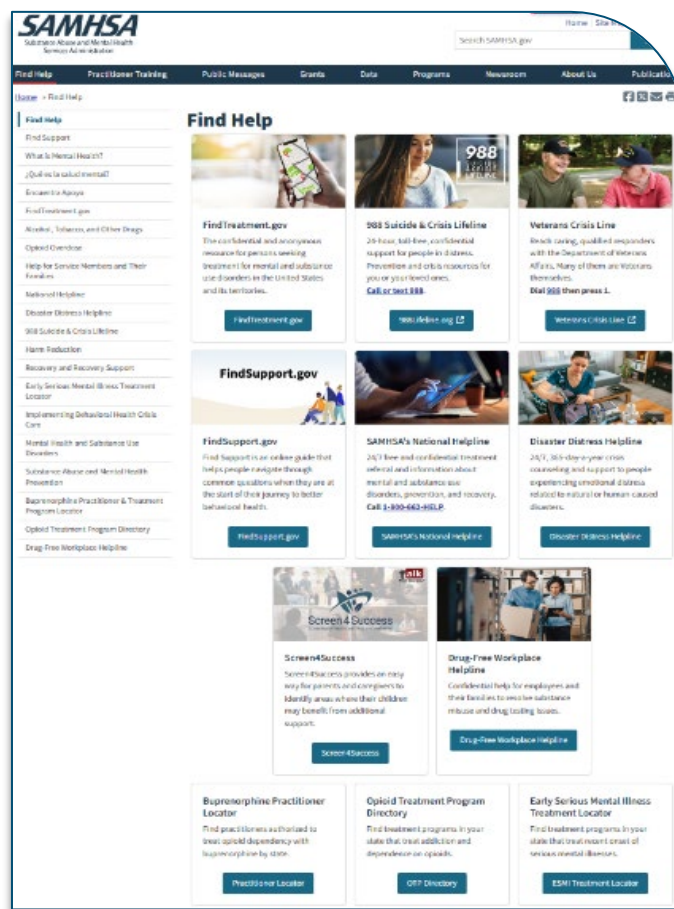 SAMHSA
Substance Abuse and Mental Health
Services Administration
Home Site
Search SAMHSA.gov
Find Help Practitioner Training Public Messages Grants Data Programs Newsroom About Us
Home » Find Help
Find Help
Find Support
What is Mental Health?
¿Qué es la salud mental?
Encuentra Apoyo
FindTreatment.gov
Alcohol, Tobacco, and Other Drugs
Opioid Overdose
Help for Service Members and Their
Families
National Helpline
Disaster Distress Helpline
988 Suicide & Crisis Lifeline
Harm Reduction
Recovery and Recovery Support
Early Serious Mental Illness Treatment
Locator
Implementing Behavioral Health Crisis
Care
Mental Health and Substance Use
Disorders
Substance Abuse and Mental Health
Prevention
Buprenorphine Practitioner & Treatment
Program Locator
Opioid Treatment Program Directory
Drug-Free Workplace Helpline
Find Help
FindTreatment.gov
The confidential and anonymous
resource for persons seeking
treatment for mental and substance
use disorders in the United States
and its territories.
FindTreatment.gov
988
LIFELINE
988 Suicide & Crisis Lifeline
24-hour, toll-free, confidential
support for people in distress.
Prevention and crisis resources for
you or your loved ones.
Call or text 988.
988Lifeline.org
Veterans Crisis Line
Reach caring, qualified responders
with the Department of Veterans
Affairs. Many of them are Veterans
themselves.
Dial 988 then press 1.
Veterans Crisis Line
FindSupport.gov
FindSupport.gov
Find Support is an online guide that
helps people navigate through
common questions when they are at
the start of their journey to better
behavioral health.
FindSupport.gov
SAMHSA's National Helpline
24/7 free and confidential treatment
referral and information about
mental and substance use
disorders, prevention, and recovery.
Call 1-800-662-HELP.
SAMHSA's National Helpline
Disaster Distress Helpline
24/7, 365-day-a-year crisis
counseling and support to people
experiencing emotional distress
related to natural or human-caused
disasters.
Disaster Distress Helpline
Screen4Success
Screen4Success
Screen4Success provides an easy
way for parents and caregivers to
identify areas where their children
may benefit from additional
support.
Screen4Success
Drug-Free Workplace
Helpline
Confidential help for employees and
their families to resolve substance
misuse and drug testing issues.
Drug-Free Workplace Helpline
Buprenorphine Practitioner
Locator
Find practitioners authorized to
treat opioid dependency with
buprenorphine by state.
Practitioner Locator
Opioid Treatment Program
Directory
Find treatment programs in your
state that treat addiction and
dependence on opioids.
OTP Directory
Early Serious Mental Illness
Treatment Locator
Find treatment programs in your
state that treat recent onset of
serious mental illnesses.
ESMI Treatment Locator